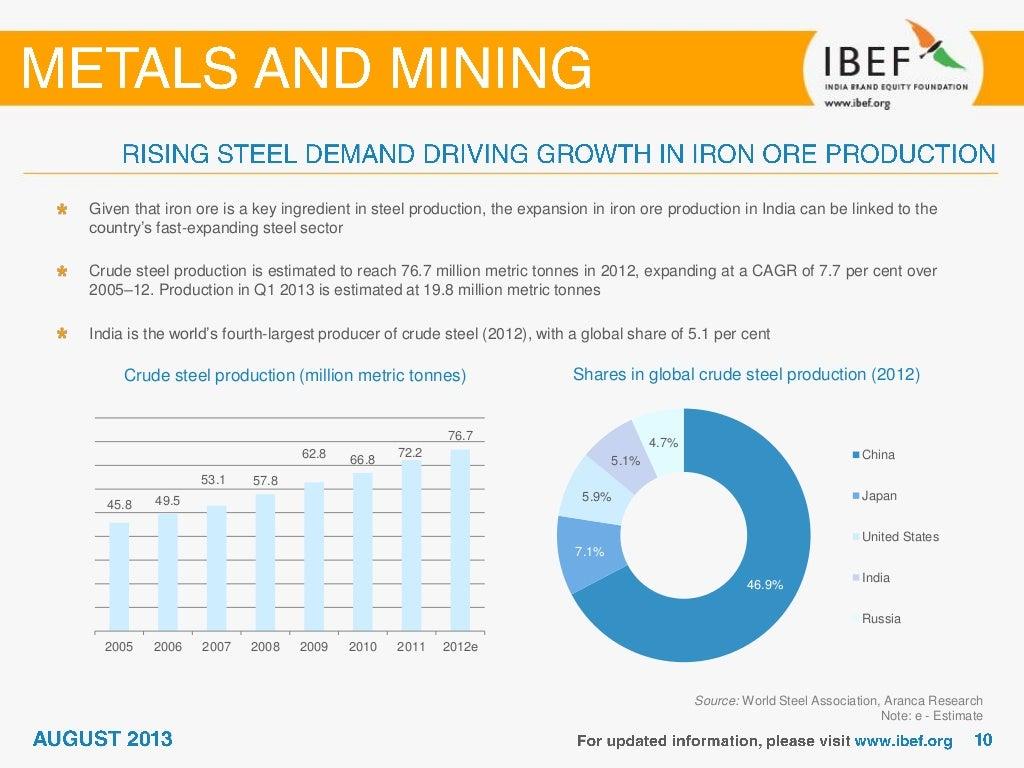 METALS AND MINING
IBEF
INDIA BRAND EQUITY FOUNDATION
www.ibef.org
RISING STEEL DEMAND DRIVING GROWTH IN IRON ORE PRODUCTION
Given that iron ore is a key ingredient in steel production, the expansion in iron ore production in India can be linked to the
country’s fast-expanding steel sector
Crude steel production is estimated to reach 76.7 million metric tonnes in 2012, expanding at a CAGR of 7.7 per cent over
2005–12. Production in Q1 2013 is estimated at 19.8 million metric tonnes
India is the world’s fourth-largest producer of crude steel (2012), with a global share of 5.1 per cent
Crude steel production (million metric tonnes)
45.8 49.5 53.1 57.8 62.8 66.8 72.2 76.7
2005 2006 2007 2008 2009 2010 2011 2012e
Shares in global crude steel production (2012)
46.9%
7.1%
5.9%
5.1%
4.7%
China
Japan
United States
India
Russia
Source: World Steel Association, Aranca Research
Note: e - Estimate
AUGUST 2013
For updated information, please visit www.ibef.org 10